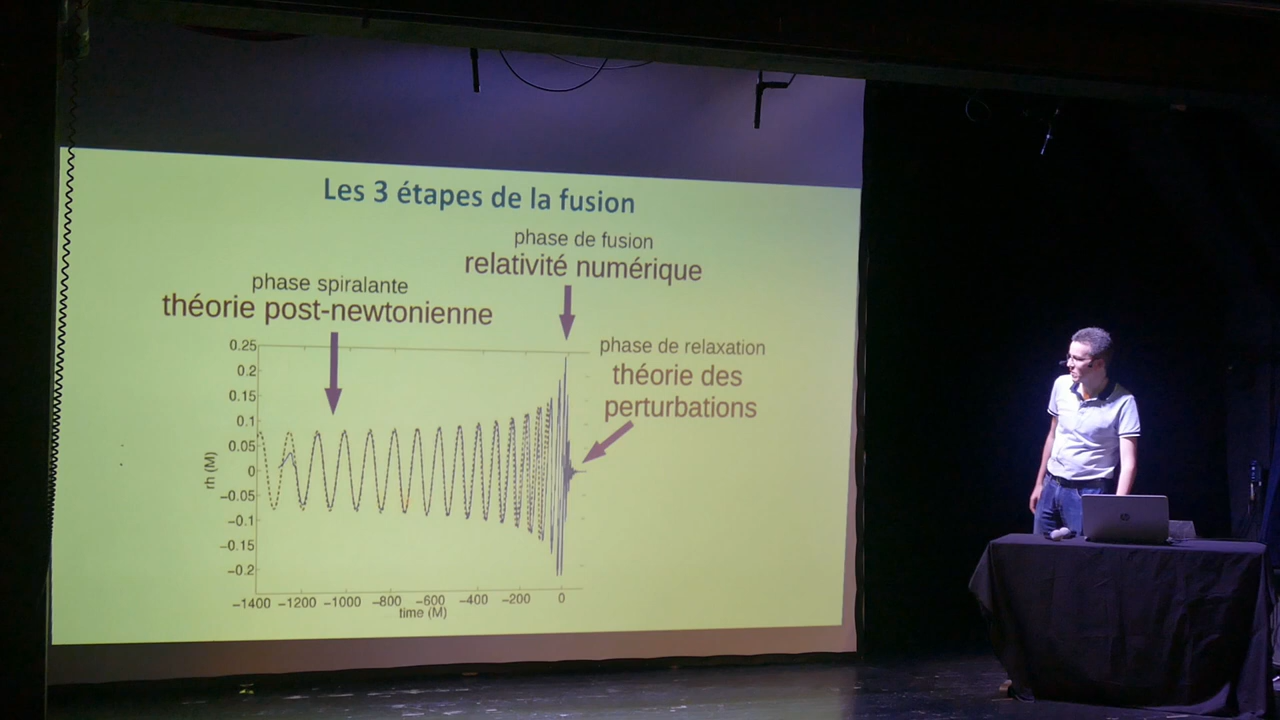 Les 3 étapes de la fusion
phase de fusion
relativité numérique
phase spiralante
théorie post-newtonienne
phase de relaxation
théorie des
perturbations
0.25
0.2
0.15
0.1
0.05
0
−0.05
−0.1
−0.15
−0.2
rh (M)
−1400 −1200 −1000 −800 −600 −400 −200 0
time (M)
hp